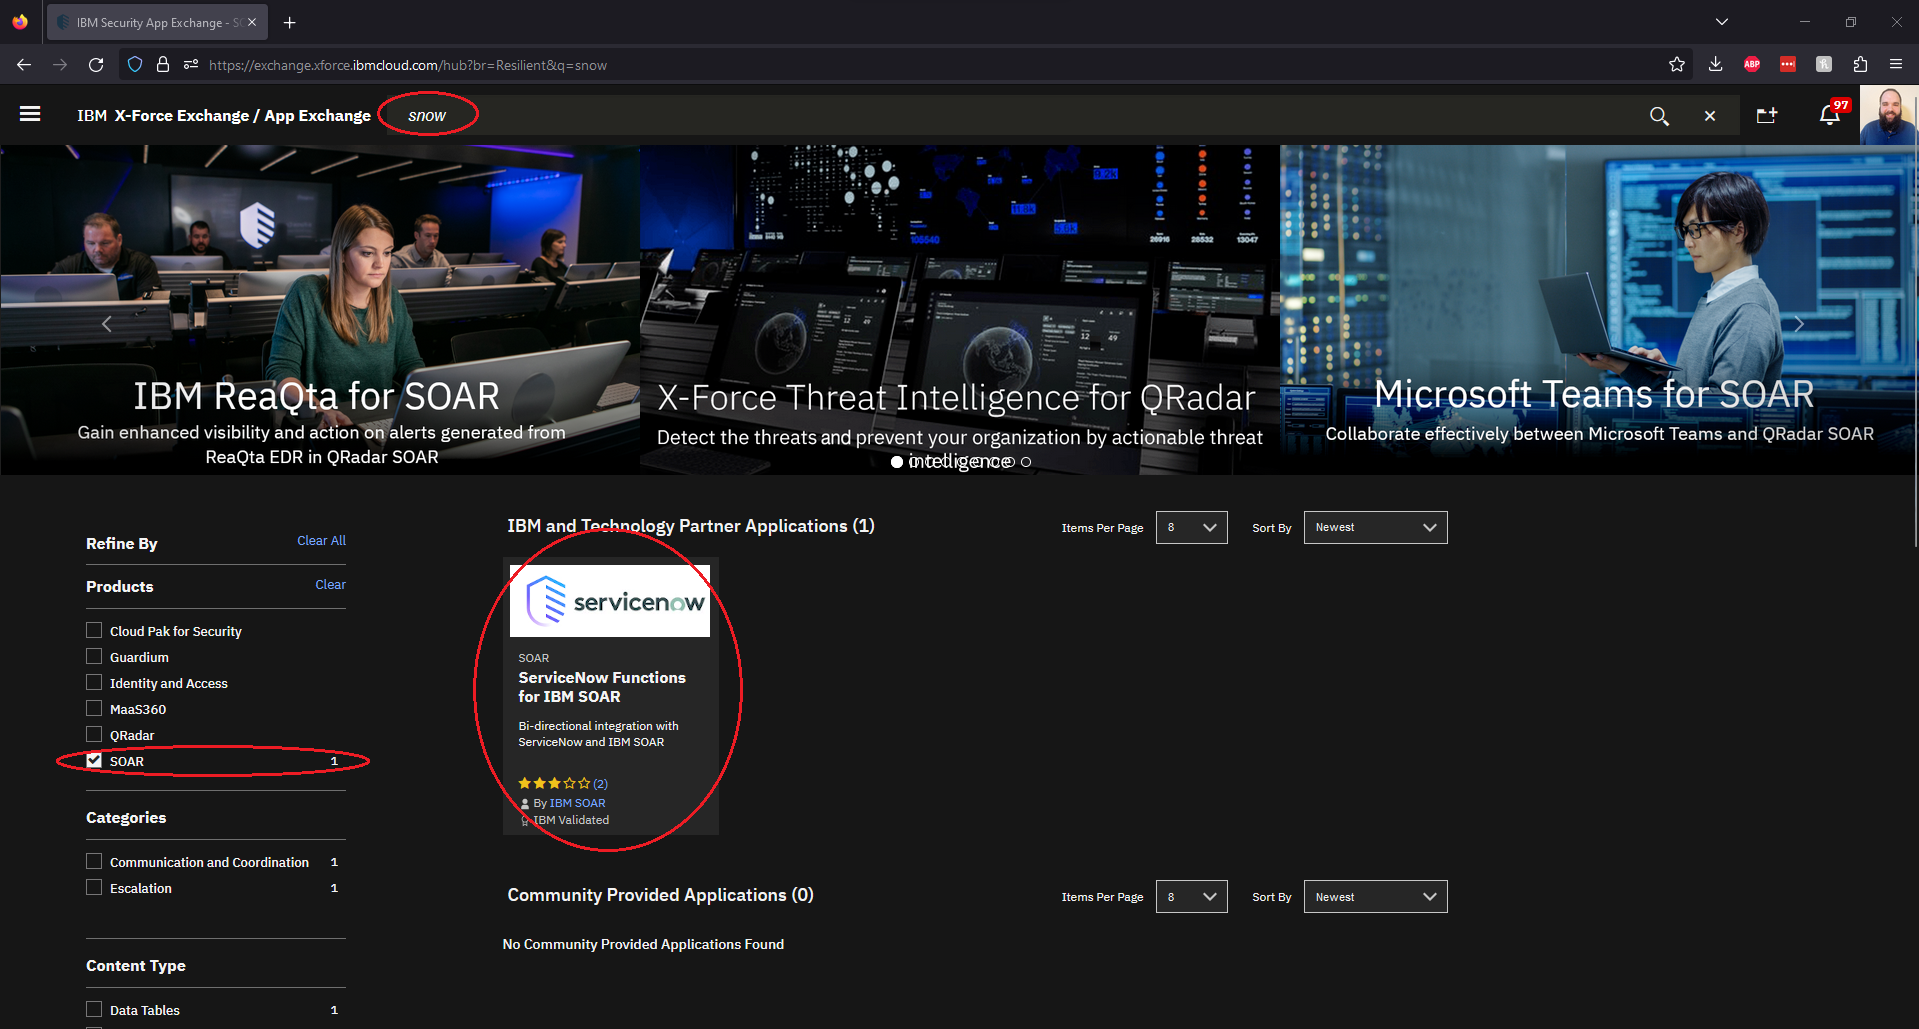 IBM Security App Exchange - SO
https://exchange.xforce.ibmcloud.com/hub?br=Resilient&q=snow
ABP
IBM X-Force Exchange / App Exchange
snow
97
IBM ReaQta for SOAR
Gain enhanced visibility and action on alerts generated from
ReaQta EDR in QRadar SOAR
105540
26916
28532
13047
X-Force Threat Intelligence for QRadar
Detect the threats and prevent your organization by actionable threat
intelligence
Microsoft Teams for SOAR
Collaborate effectively between Microsoft Teams and QRadar SOAR
Refine By
Clear All
Products
Clear
Cloud Pak for Security
Guardium
Identity and Access
MaaS360
QRadar
SOAR 1
Categories
Communication and Coordination 1
Escalation 1
Content Type
Data Tables 1
IBM and Technology Partner Applications (1)
Items Per Page
8
Sort By
Newest
servicenow
SOAR
ServiceNow Functions
for IBM SOAR
Bi-directional integration with
ServiceNow and IBM SOAR
(2)
By IBM SOAR
IBM Validated
Community Provided Applications (0)
Items Per Page
8
Sort By
Newest
No Community Provided Applications Found